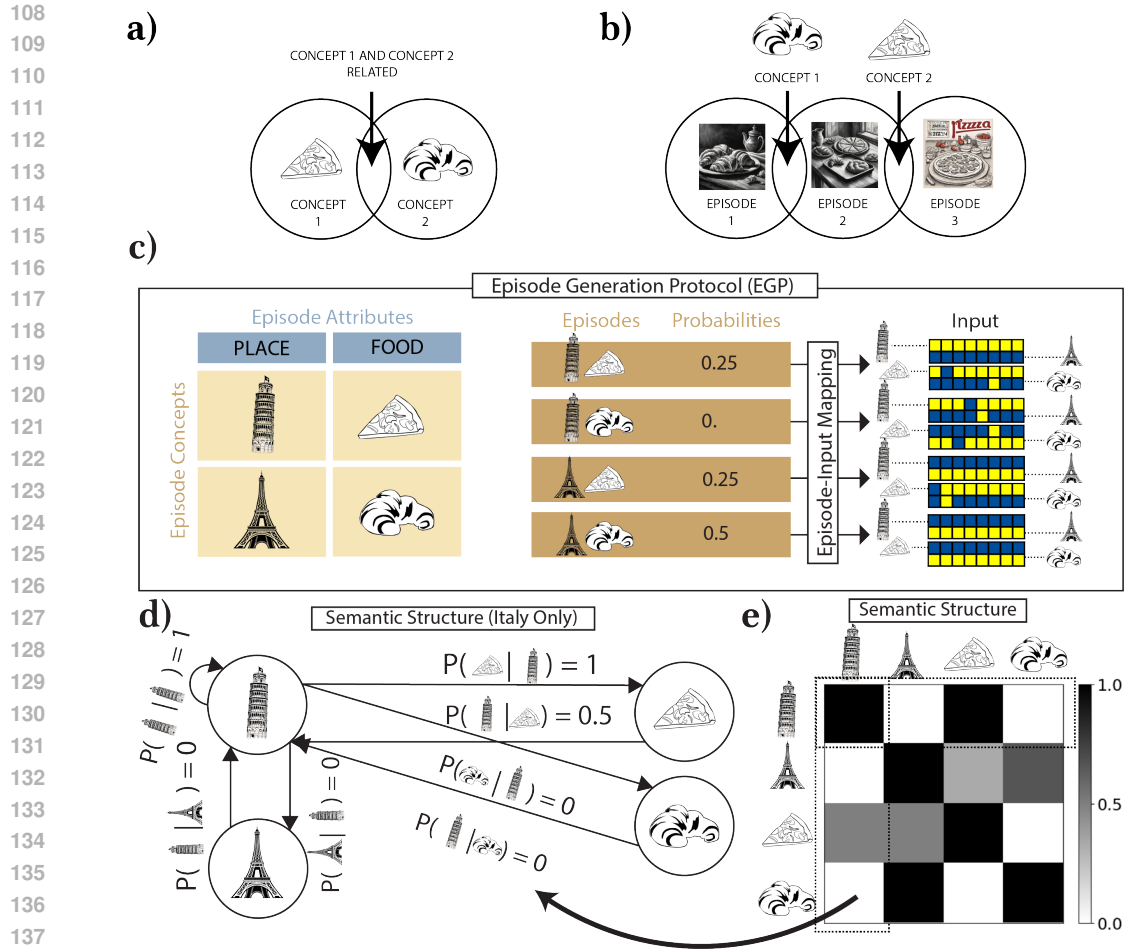 108
109
110
111
112
113
114
115
116
117
118
119
120
121
122
123
124
125
126
127
128
129
130
131
132
133
134
135
136
137
a)
CONCEPT 1 AND CONCEPT 2
RELATED
CONCEPT
1
CONCEPT
2
b)
CONCEPT 1
CONCEPT 2
Pizzza
EPISODE
1
EPISODE
2
EPISODE
3
c)
Episode Generation Protocol (EGP)
Episode Attributes
PLACE
FOOD
Episode Concepts
Episodes
Probabilities
0.25
0.
0.25
0.5
Episode-Input Mapping
Input
d)
Semantic Structure (Italy Only)
P( | ) = 1
P( | ) = 1
P( | ) = 0.5
P( | ) = 0
P( | ) = 0
P( | ) = 0
P( | ) = 0
e)
Semantic Structure
1.0
0.5
0.0